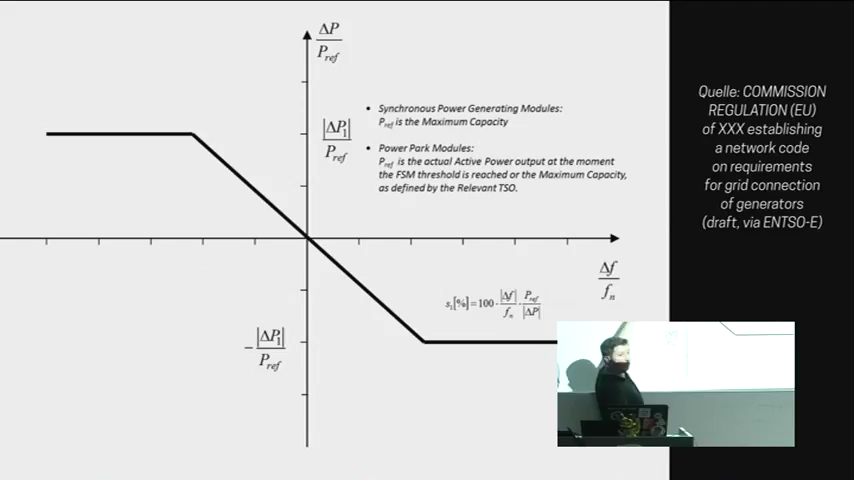 ΔP
P_ref
|ΔP₁|
P_ref
• Synchronous Power Generating Modules:
P_ref is the Maximum Capacity
• Power Park Modules:
P_ref is the actual Active Power output at the moment
the FSM threshold is reached or the Maximum Capacity,
as defined by the Relevant TSO.
Δf
f_n
s₁[%]=100·|Δf|/f_n·P_ref/|ΔP|
−|ΔP₁|
P_ref
Quelle: COMMISSION
REGULATION (EU)
of XXX establishing
a network code
on requirements
for grid connection
of generators
(draft, via ENTSO-E)